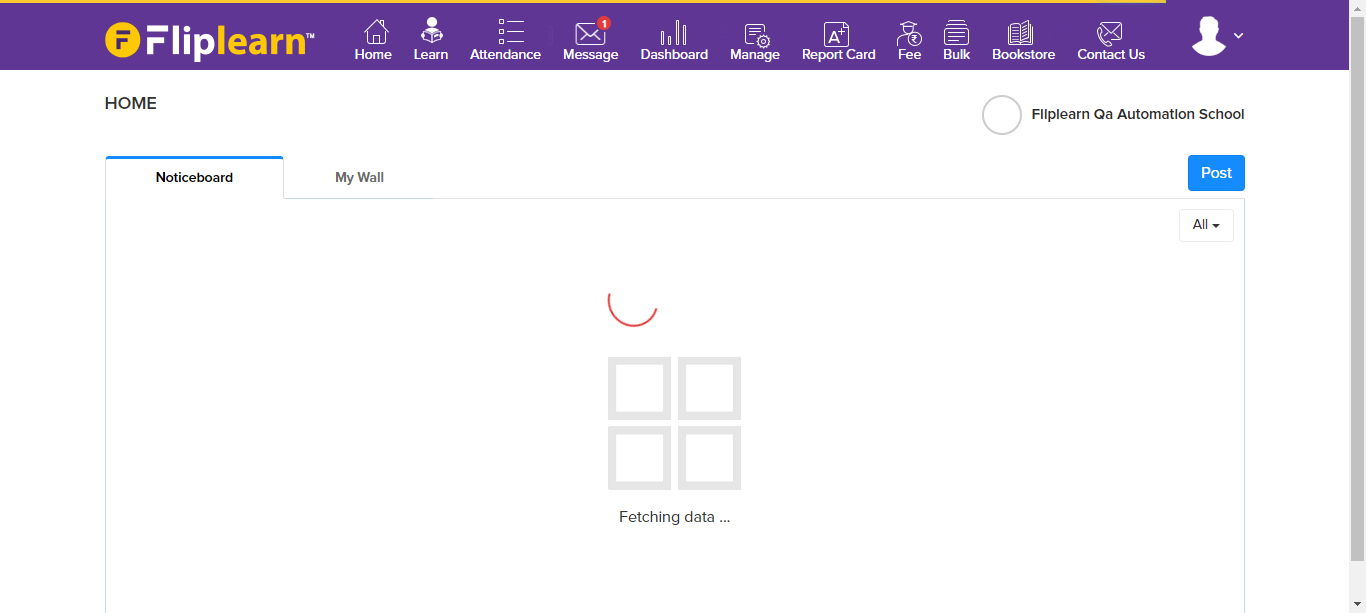 Fliplearn™
1
Home Learn Attendance Message Dashboard Manage Report Card Fee Bulk Bookstore Contact Us
HOME
Fliplearn Qa Automation School
Noticeboard My Wall Post
All
Fetching data ...